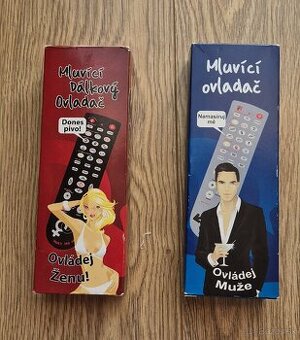 Mluvící
Dálkový
Ovladač
Dones
pivo!
Ovládej
Ženu!
Mluvící
ovladač
Namasíruj
mě
Ovládej
Muže